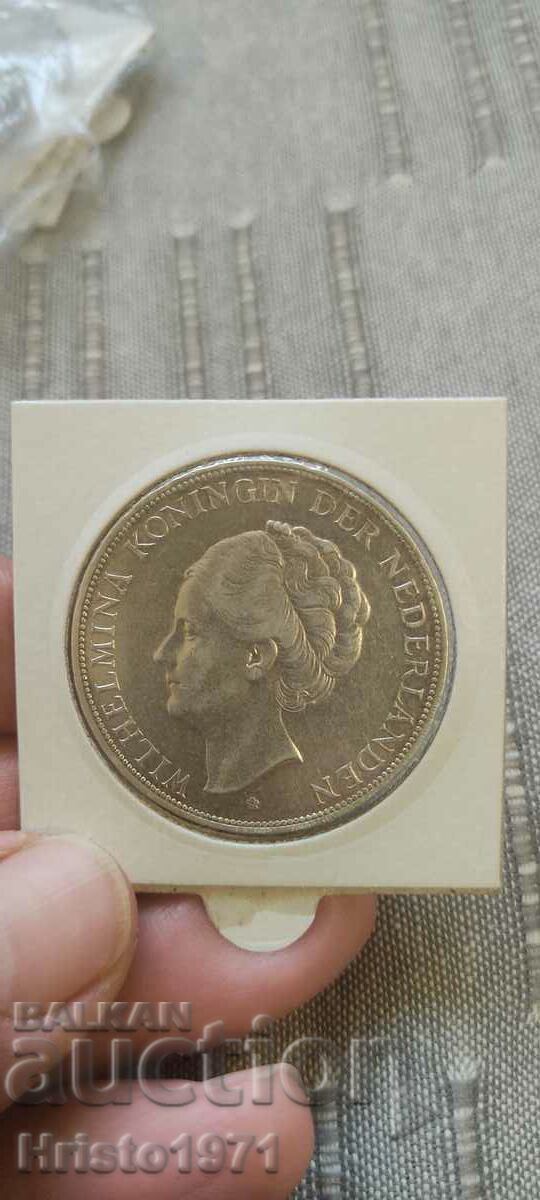 WILHELMINA KONINGIN DER NEDERLANDEN
BALKAN
auction
Hristo1971